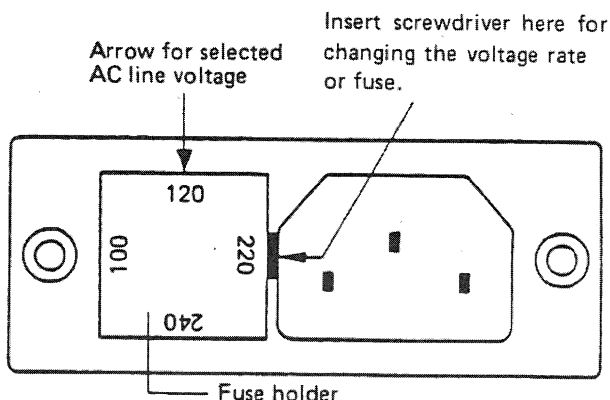 Insert screwdriver here for
changing the voltage rate
or fuse.
Arrow for selected
AC line voltage
120
100
220
240
Fuse holder